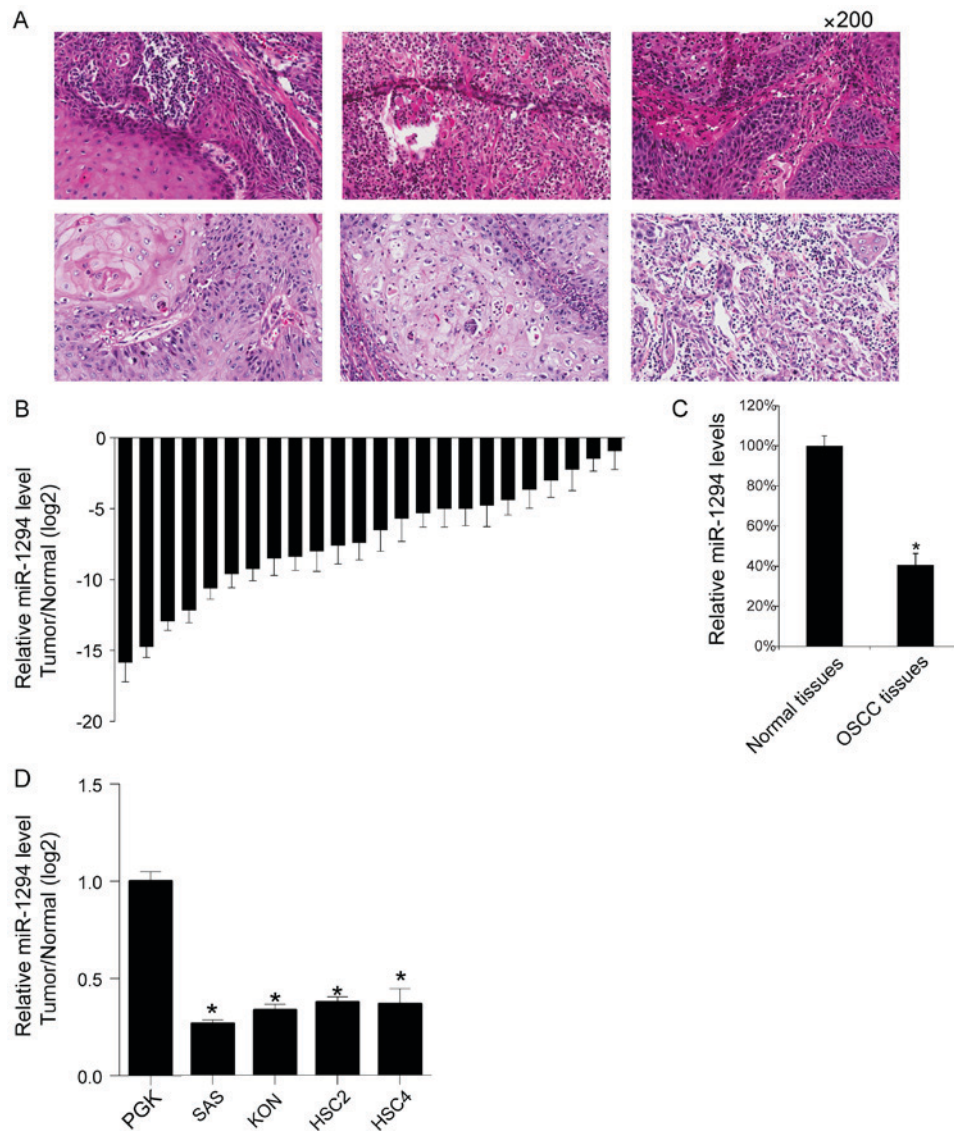 A
×200
B
Relative miR-1294 level
Tumor/Normal (log2)
0
-5
-10
-15
-20
C
Relative miR-1294 levels
120%
100%
80%
60%
40%
20%
0%
*
Normal tissues
OSCC tissues
D
Relative miR-1294 level
Tumor/Normal (log2)
1.5
1.0
0.5
0.0
* * * *
PGK SAS KON HSC2 HSC4